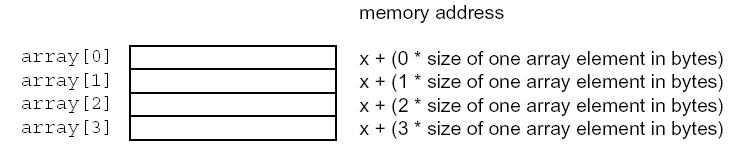 memory address
array[0] x + (0 * size of one array element in bytes)
array[1] x + (1 * size of one array element in bytes)
array[2] x + (2 * size of one array element in bytes)
array[3] x + (3 * size of one array element in bytes)